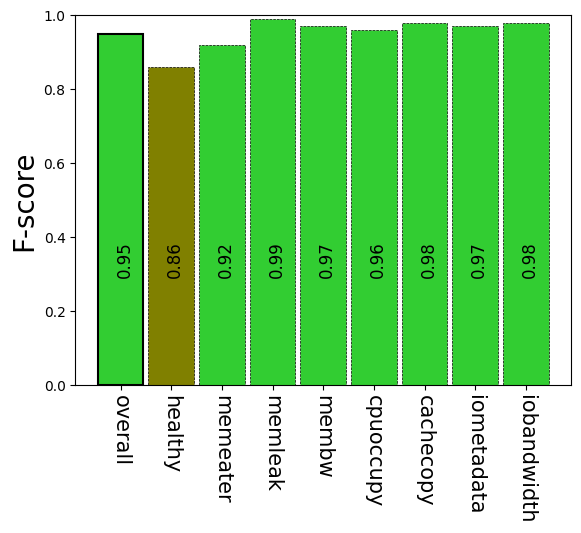 F-score
1.0
0.8
0.6
0.4
0.2
0.0
0.95
0.86
0.92
0.99
0.97
0.96
0.98
0.97
0.98
overall
healthy
memeater
memleak
membw
cpuoccupy
cachecopy
iometadata
iobandwidth